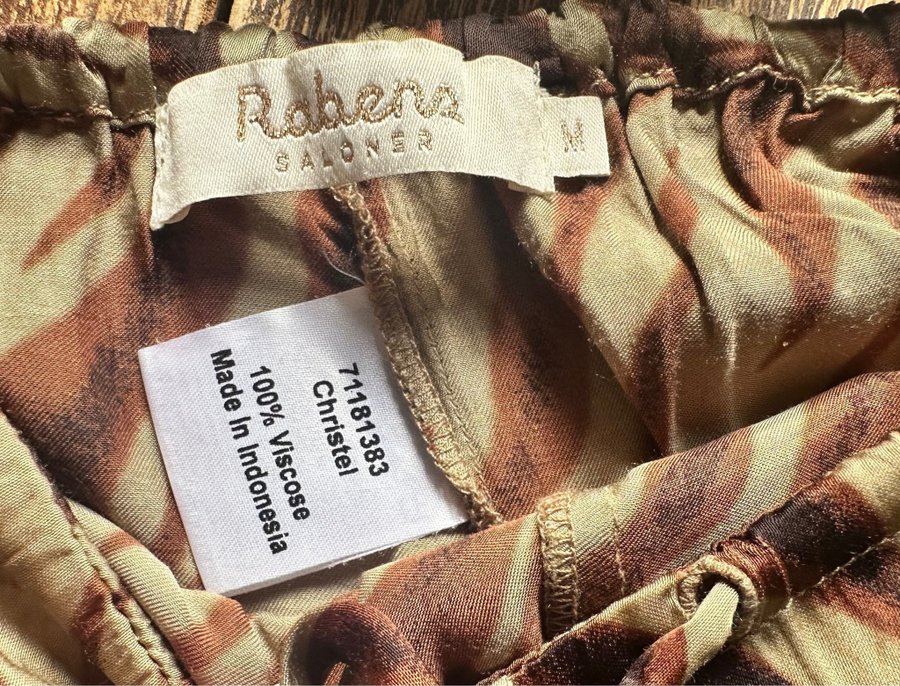 Rabens
SALONER
M
71181383
Christel
100% Viscose
Made In Indonesia